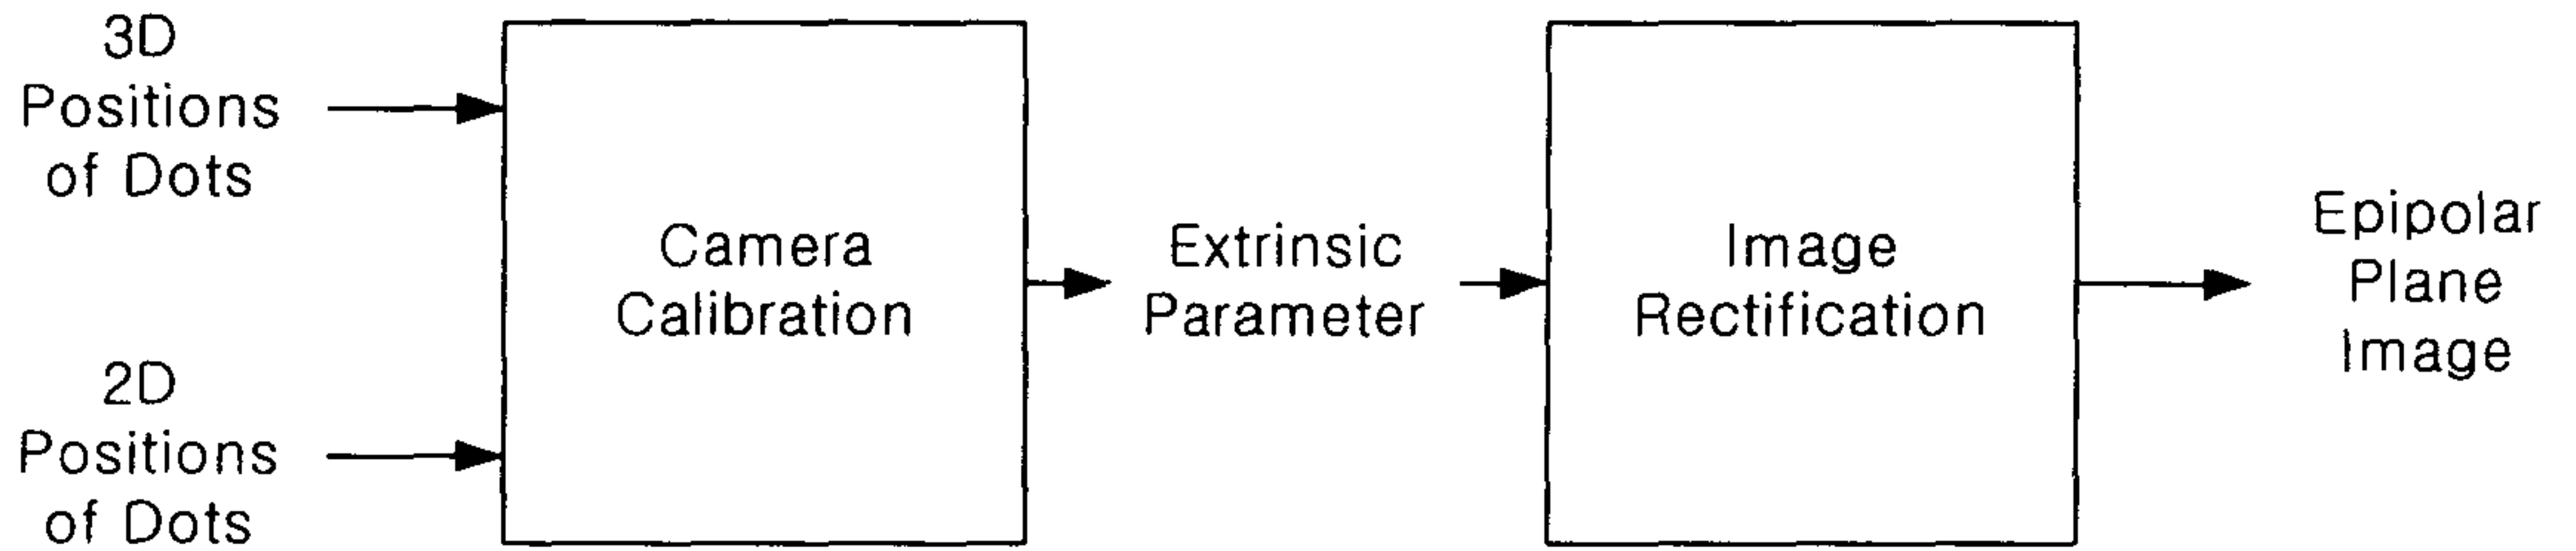 3D
Positions
of Dots
2D
Positions
of Dots
Camera
Calibration
Extrinsic
Parameter
Image
Rectification
Epipolar
Plane
Image